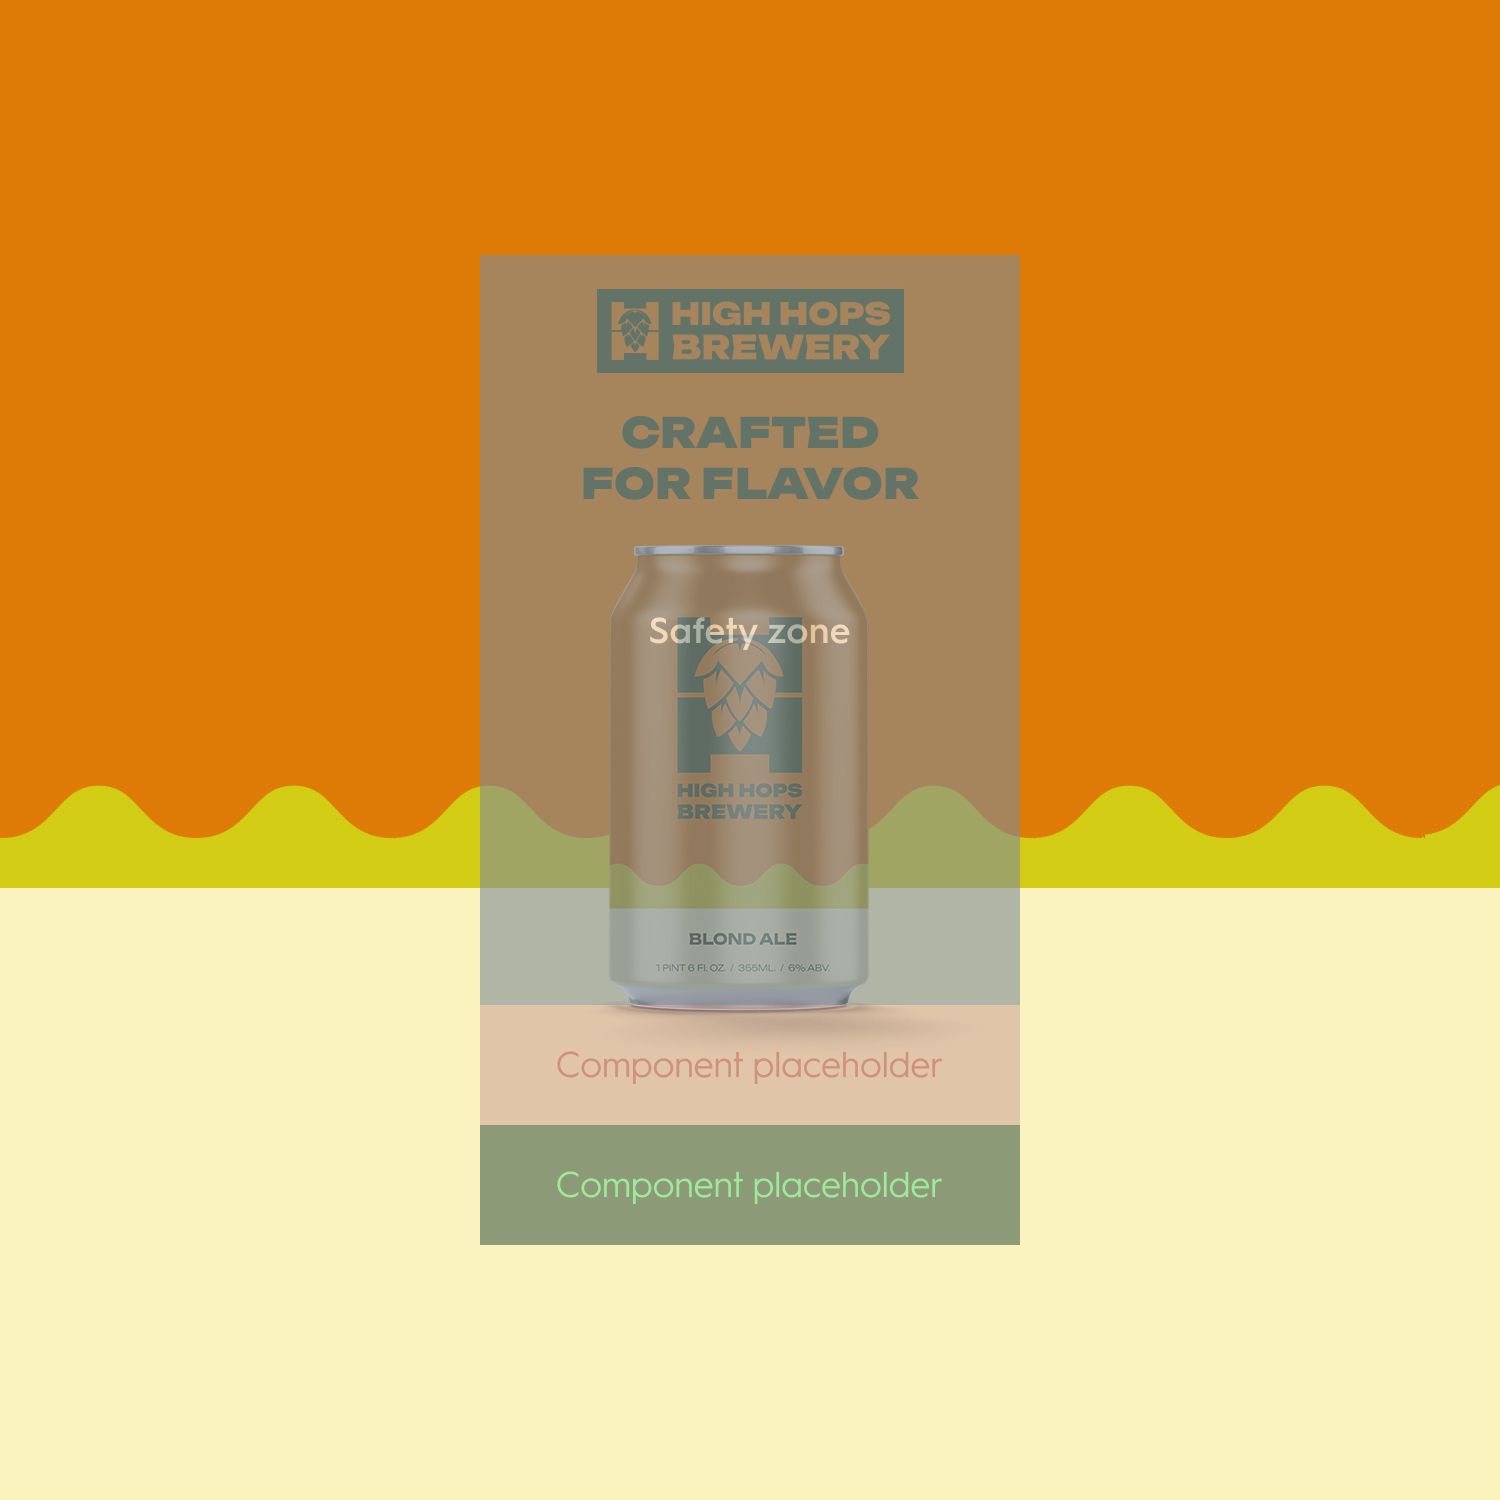 HIGH HOPS
BREWERY
CRAFTED
FOR FLAVOR
Safety zone
HIGH HOPS
BREWERY
BLOND ALE
1 PINT 6 FL. OZ. / 355ML. / 6% ABV.
Component placeholder
Component placeholder